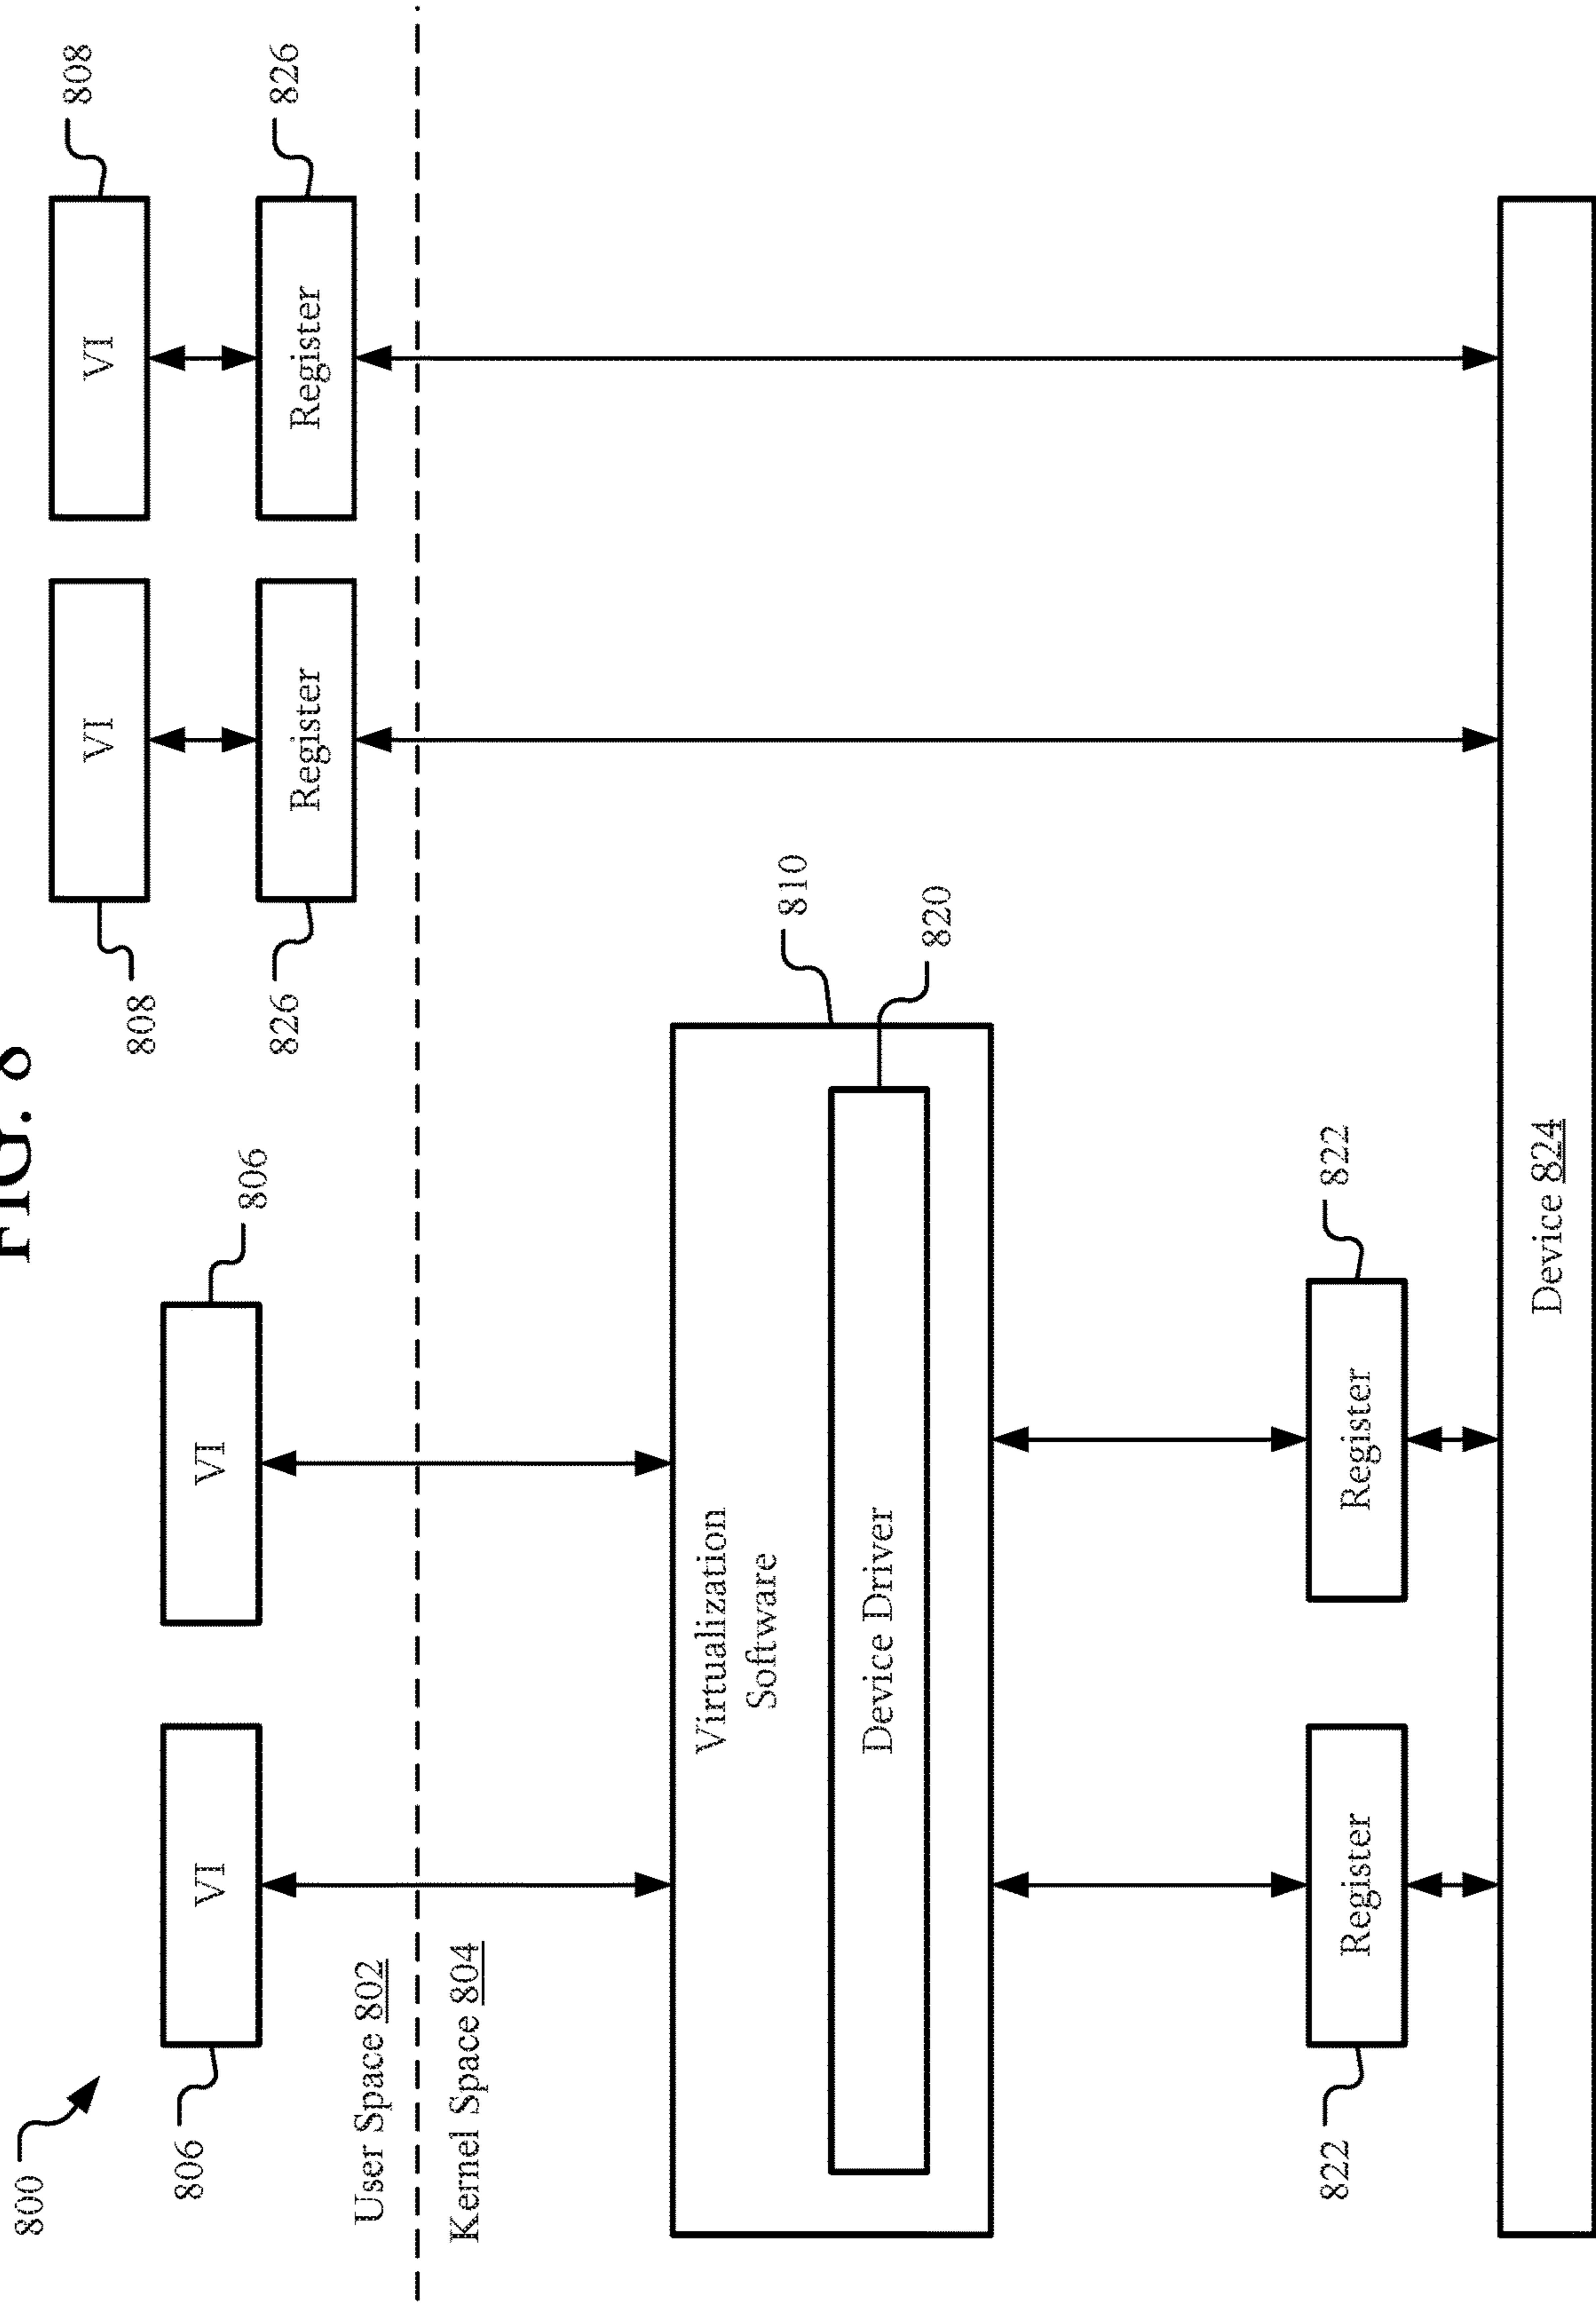 FIG. 8
800
808
VI
VI
808
806
VI
VI
806
826
Register
Register
826
User Space 802
Kernel Space 804
Virtualization
Software
810
Device Driver
820
822
Register
Register
822
Device 824